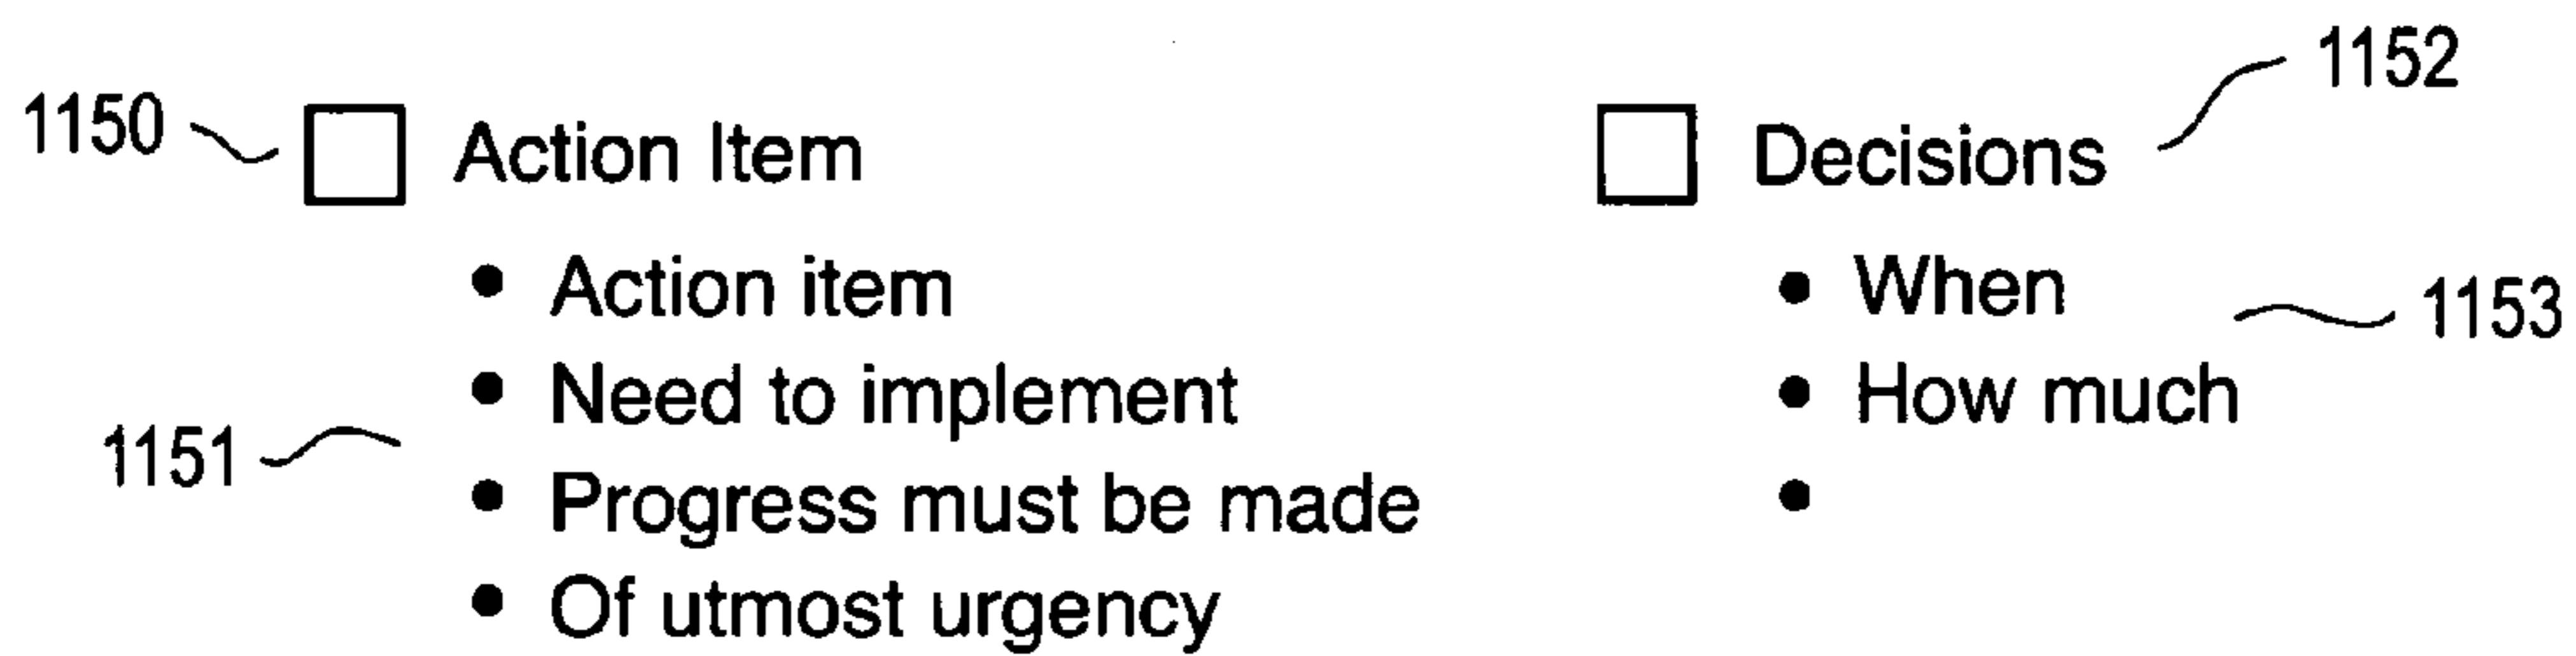 1150 Action Item
• Action item
• Need to implement
1151
• Progress must be made
• Of utmost urgency
1152
Decisions
• When
1153
• How much
•